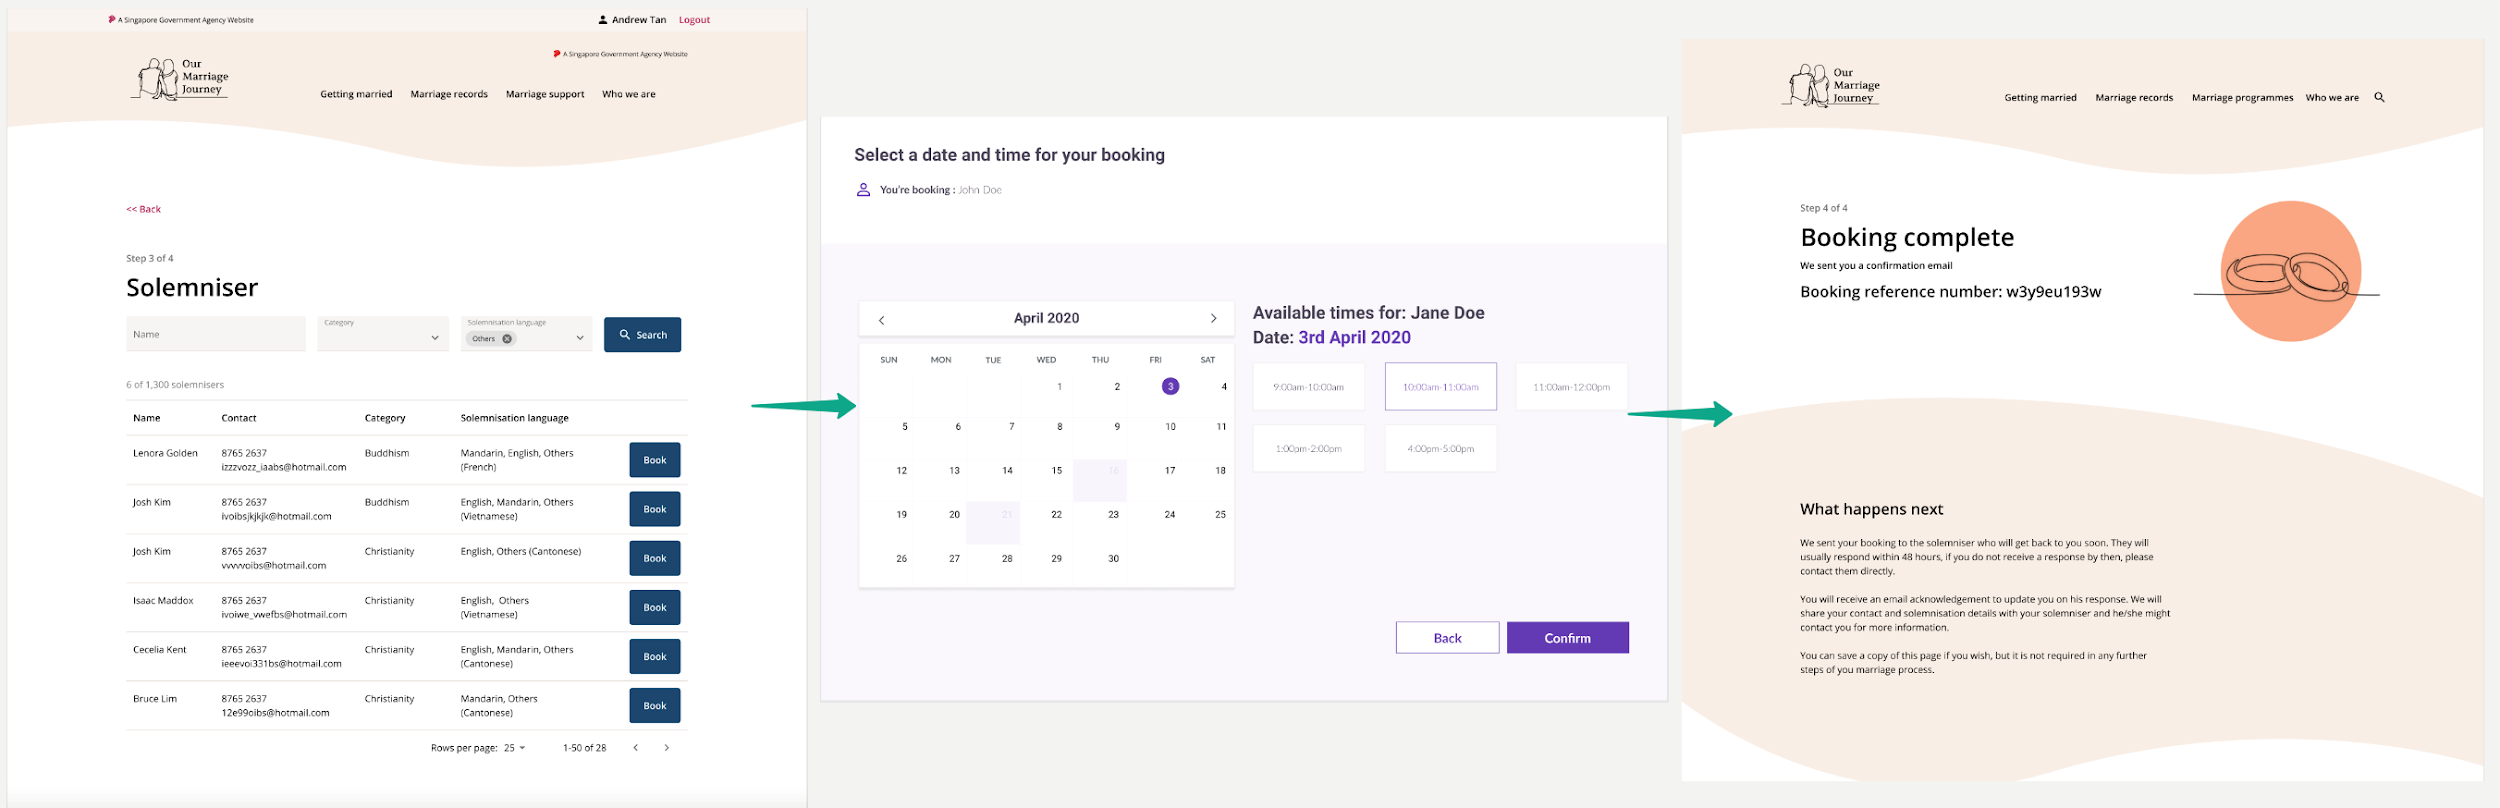 A Singapore Government Agency Website
Andrew Tan Logout
A Singapore Government Agency Website
Our
Marriage
Journey
Getting married Marriage records Marriage support Who we are
<< Back
Step 3 of 4
Solemniser
Name
Category
Solemnisation language
Others
Search
6 of 1,300 solemnisers
Name Contact Category Solemnisation language
Lenora Golden 8765 2637 Buddhism Mandarin, English, Others Book
izzzvozz_iaabs@hotmail.com (French)
Josh Kim 8765 2637 Buddhism English, Mandarin, Others Book
ivoibsjkjkjk@hotmail.com (Vietnamese)
Josh Kim 8765 2637 Christianity English, Others (Cantonese) Book
vvvvvoibs@hotmail.com
Isaac Maddox 8765 2637 Christianity English, Others Book
ivoiwe_vwefbs@hotmail.com (Vietnamese)
Cecelia Kent 8765 2637 Christianity English, Mandarin, Others Book
ieeevoi331bs@hotmail.com (Cantonese)
Bruce Lim 8765 2637 Christianity Mandarin, Others Book
12e99oibs@hotmail.com (Cantonese)
Rows per page: 25 1-50 of 28 < >
Select a date and time for your booking
You're booking : John Doe
< April 2020 >
SUN MON TUE WED THU FRI SAT
1 2 3 4
5 6 7 8 9 10 11
12 13 14 15 16 17 18
19 20 21 22 23 24 25
26 27 28 29 30
Available times for: Jane Doe
Date: 3rd April 2020
9:00am-10:00am 10:00am-11:00am 11:00am-12:00pm
1:00pm-2:00pm 4:00pm-5:00pm
Back Confirm
Our
Marriage
Journey
Getting married Marriage records Marriage programmes Who we are
Step 4 of 4
Booking complete
We sent you a confirmation email
Booking reference number: w3y9eu193w
What happens next
We sent your booking to the solemniser who will get back to you soon. They will
usually respond within 48 hours, if you do not receive a response by then, please
contact them directly.
You will receive an email acknowledgement to update you on his response. We will
share your contact and solemnisation details with your solemniser and he/she might
contact you for more information.
You can save a copy of this page if you wish, but it is not required in any further
steps of you marriage process.